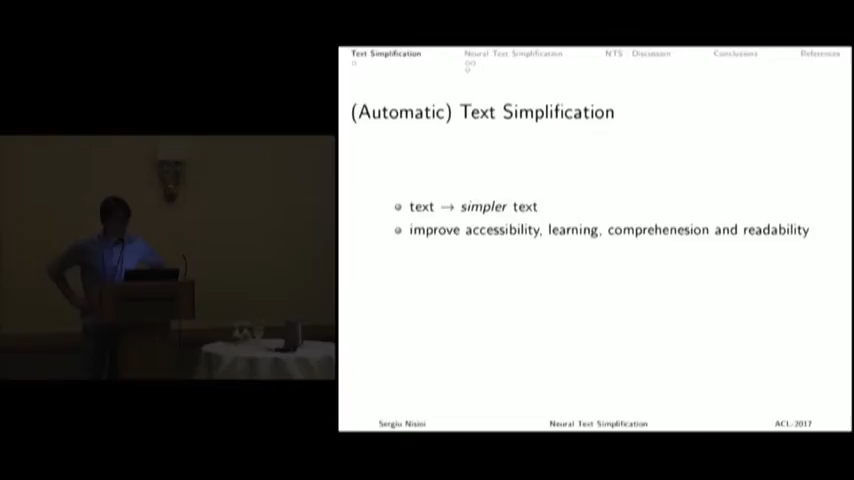 Text Simplification Neural Text Simplification NTS Discussion Conclusions References
(Automatic) Text Simplification
text → simpler text
improve accessibility, learning, comprehenesion and readability
Sergiu Nisioi Neural Text Simplification ACL-2017